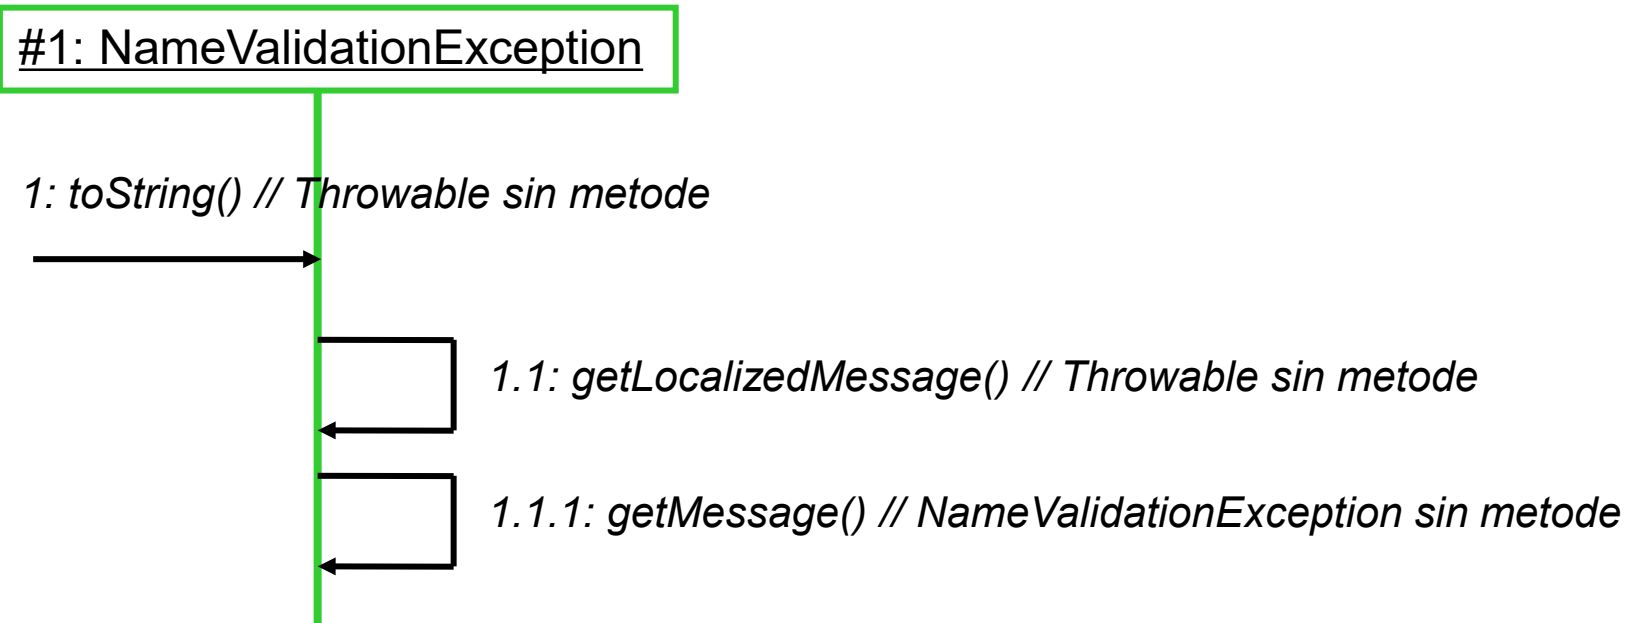 #1: NameValidationException
1: toString() // Throwable sin metode
1.1: getLocalizedMessage() // Throwable sin metode
1.1.1: getMessage() // NameValidationException sin metode